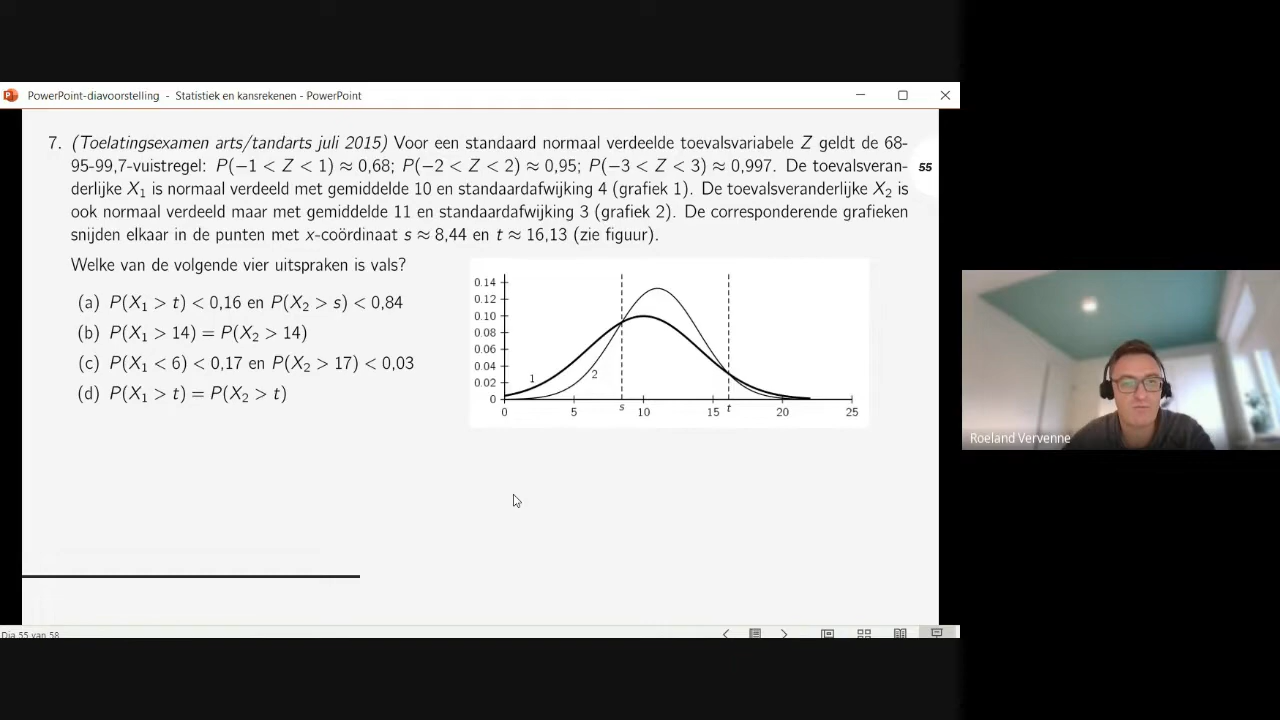 PowerPoint-diavoorstelling - Statistiek en kansrekenen - PowerPoint
7. (Toelatingsexamen arts/tandarts juli 2015) Voor een standaard normaal verdeelde toevalsvariabele Z geldt de 68-
95-99,7-vuistregel: P(−1 < Z < 1) ≈ 0,68; P(−2 < Z < 2) ≈ 0,95; P(−3 < Z < 3) ≈ 0,997. De toevalsveran-
55
derlijke X₁ is normaal verdeeld met gemiddelde 10 en standaardafwijking 4 (grafiek 1). De toevalsveranderlijke X₂ is
ook normaal verdeeld maar met gemiddelde 11 en standaardafwijking 3 (grafiek 2). De corresponderende grafieken
snijden elkaar in de punten met x-coördinaat s ≈ 8,44 en t ≈ 16,13 (zie figuur).
Welke van de volgende vier uitspraken is vals?
(a) P(X₁ > t) < 0,16 en P(X₂ > s) < 0,84
(b) P(X₁ > 14) = P(X₂ > 14)
(c) P(X₁ < 6) < 0,17 en P(X₂ > 17) < 0,03
(d) P(X₁ > t) = P(X₂ > t)
0.14
0.12
0.10
0.08
0.06
0.04
0.02
0
1
2
0 5 s 10 15 t 20 25
Roeland Vervenne
Dia 55 van 58